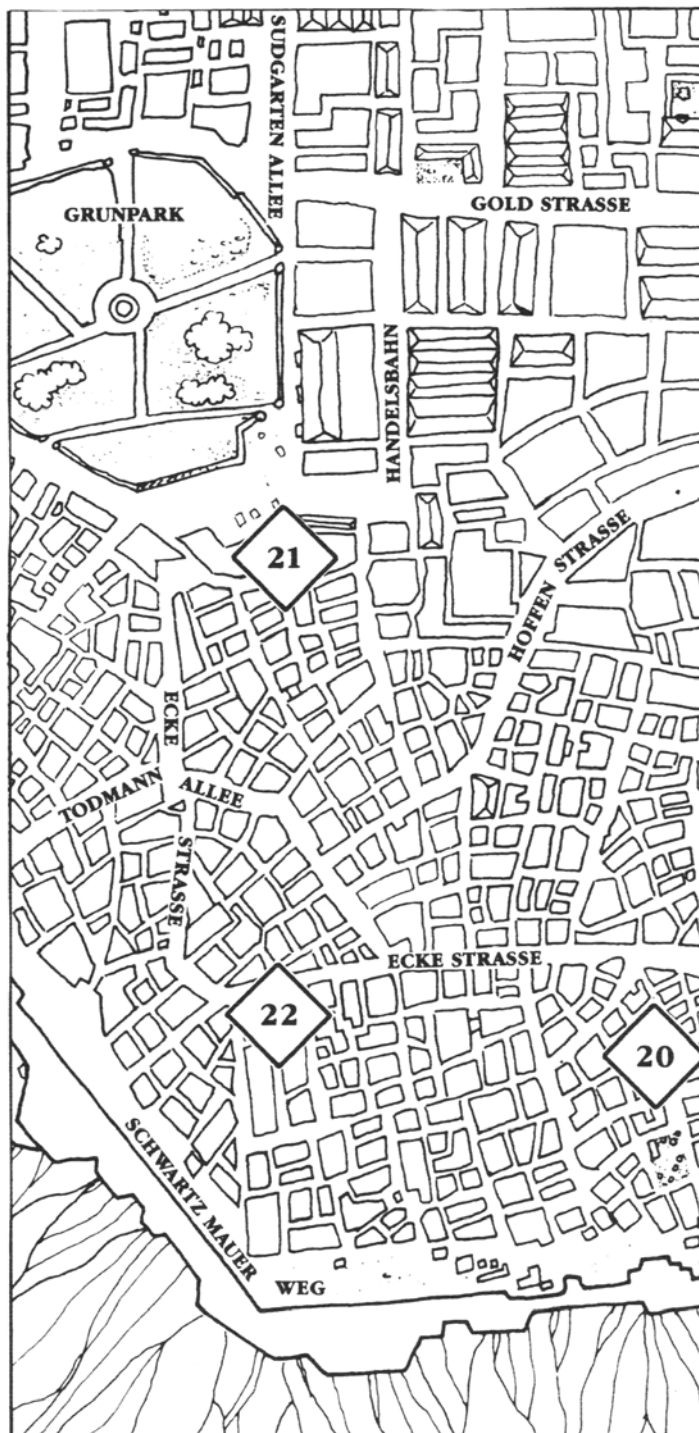 SUDGARTEN ALLEE
GRUNPARK
GOLD STRASSE
HANDELSBAHN
21
HOFFEN STRASSE
ECKE
STRASSE
TODMANN ALLEE
ECKE STRASSE
22
20
SCHWARTZ MAUER
WEG